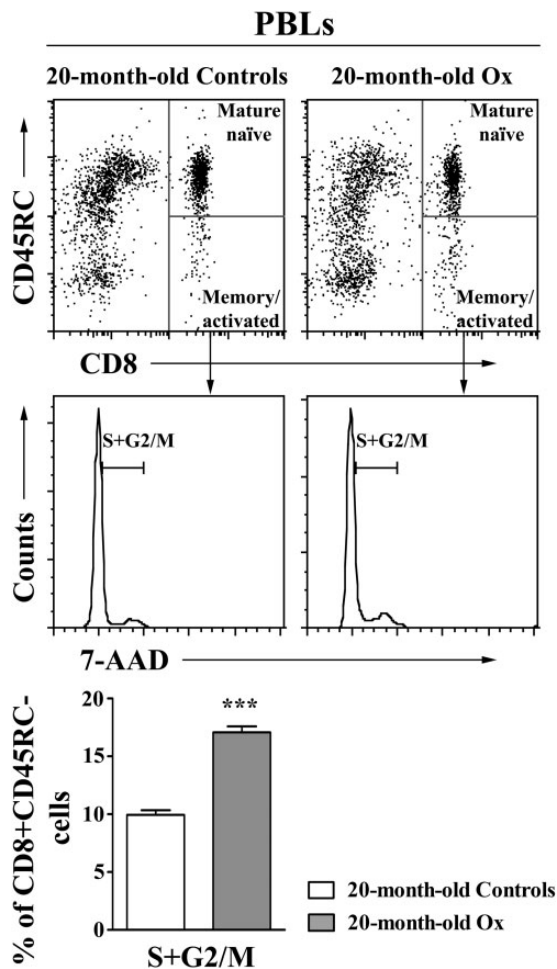 PBLs
20-month-old Controls
20-month-old Ox
CD45RC
Mature
naïve
Memory/
activated
Mature
naïve
Memory/
activated
CD8
Counts
S+G2/M
S+G2/M
7-AAD
% of CD8+CD45RC-
cells
20
15
10
5
0
***
S+G2/M
20-month-old Controls
20-month-old Ox